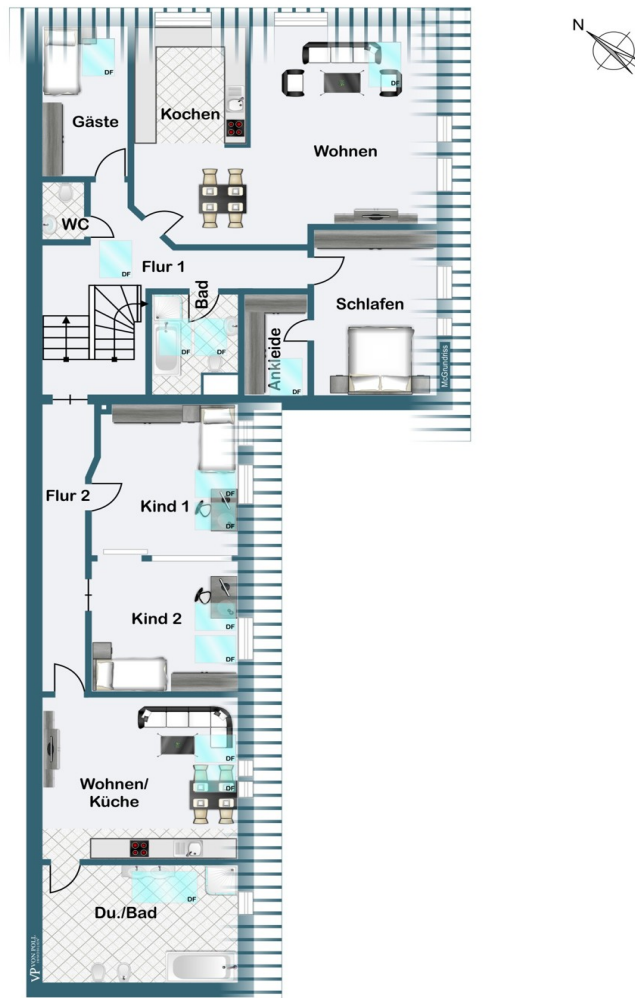 N
DF
DF
Gäste
Kochen
Wohnen
WC
Flur 1
DF
Bad
Schlafen
DF
DF
Ankleide
DF
McGrundriss
Flur 2
DF
Kind 1
DF
Kind 2
DF
DF
Wohnen/
Küche
DF
DF
Du./Bad
DF
VP VON POLL